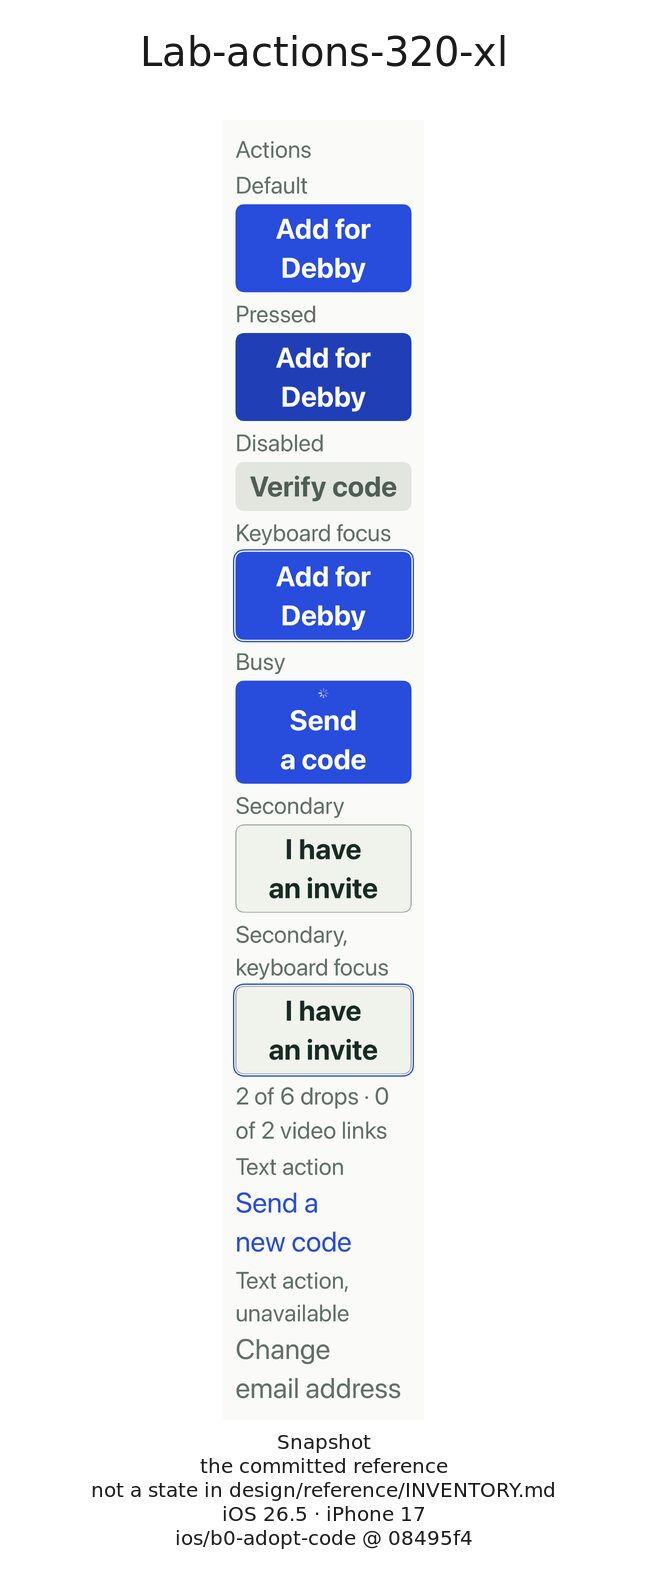 Lab-actions-320-xl
Actions
Default
Add for
Debby
Pressed
Add for
Debby
Disabled
Verify code
Keyboard focus
Add for
Debby
Busy
Send
a code
Secondary
I have
an invite
Secondary,
keyboard focus
I have
an invite
2 of 6 drops · 0
of 2 video links
Text action
Send a
new code
Text action,
unavailable
Change
email address
Snapshot
the committed reference
not a state in design/reference/INVENTORY.md
iOS 26.5 · iPhone 17
ios/b0-adopt-code @ 08495f4